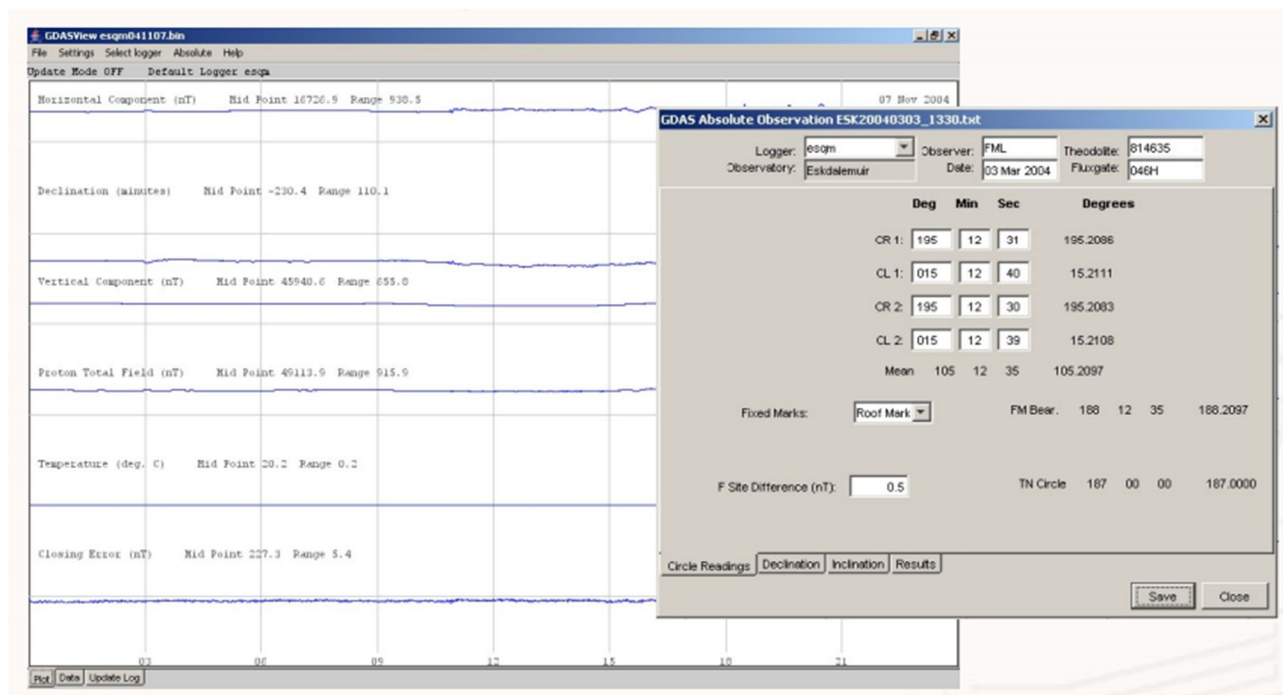 GDASView esqm041107.bin
File Settings Select logger Absolute Help
Update Mode OFF Default Logger esqm
Horizontal Component (nT) Mid Point 16726.9 Range 938.5
07 Nov 2004
Declination (minutes) Mid Point -230.4 Range 110.1
Vertical Component (nT) Mid Point 45940.6 Range 655.8
Proton Total Field (nT) Mid Point 49113.9 Range 915.9
Temperature (deg. C) Mid Point 20.2 Range 0.2
Closing Error (nT) Mid Point 227.3 Range 5.4
03 06 09 12 15 18 21
Plot Data Update Log
GDAS Absolute Observation ESK20040303_1330.txt
Logger: esqm Observer: FML Theodolite: 814635
Observatory: Eskdalemuir Date: 03 Mar 2004 Fluxgate: 046H
Deg Min Sec Degrees
CR 1: 195 12 31 195.2086
CL 1: 015 12 40 15.2111
CR 2: 195 12 30 195.2083
CL 2: 015 12 39 15.2108
Mean 105 12 35 105.2097
Fixed Marks: Roof Mark FM Bear. 188 12 35 188.2097
F Site Difference (nT): 0.5 TN Circle 187 00 00 187.0000
Circle Readings Declination Inclination Results
Save Close